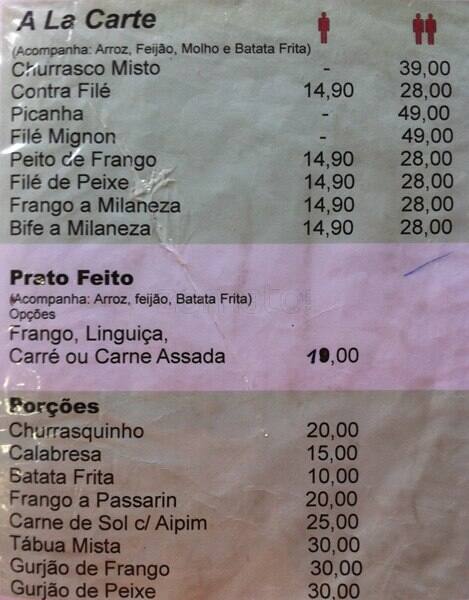 A La Carte
(Acompanha: Arroz, Feijão, Molho e Batata Frita)
Churrasco Misto - 39,00
Contra Filé 14,90 28,00
Picanha - 49,00
Filé Mignon - 49,00
Peito de Frango 14,90 28,00
Filé de Peixe 14,90 28,00
Frango a Milaneza 14,90 28,00
Bife a Milaneza 14,90 28,00
Prato Feito
(Acompanha: Arroz, feijão, Batata Frita)
Opções
Frango, Linguiça,
Carré ou Carne Assada ,00
Porções
Churrasquinho 20,00
Calabresa 15,00
Batata Frita 10,00
Frango a Passarin 20,00
Carne de Sol c/ Aipim 25,00
Tábua Mista 30,00
Gurjão de Frango 30,00
Gurjão de Peixe 30,00